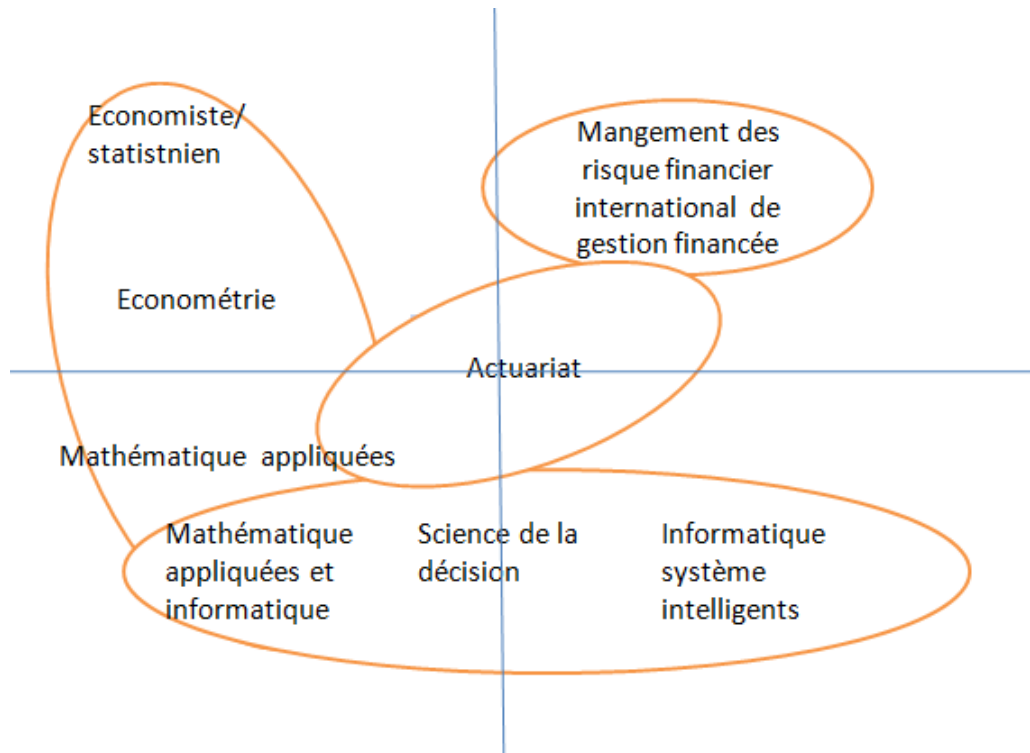 Economiste/
statistnien
Mangement des
risque financier
international de
gestion financée
Econométrie
Actuariat
Mathématique appliquées
Mathématique
appliquées et
informatique
Science de la
décision
Informatique
système
intelligents